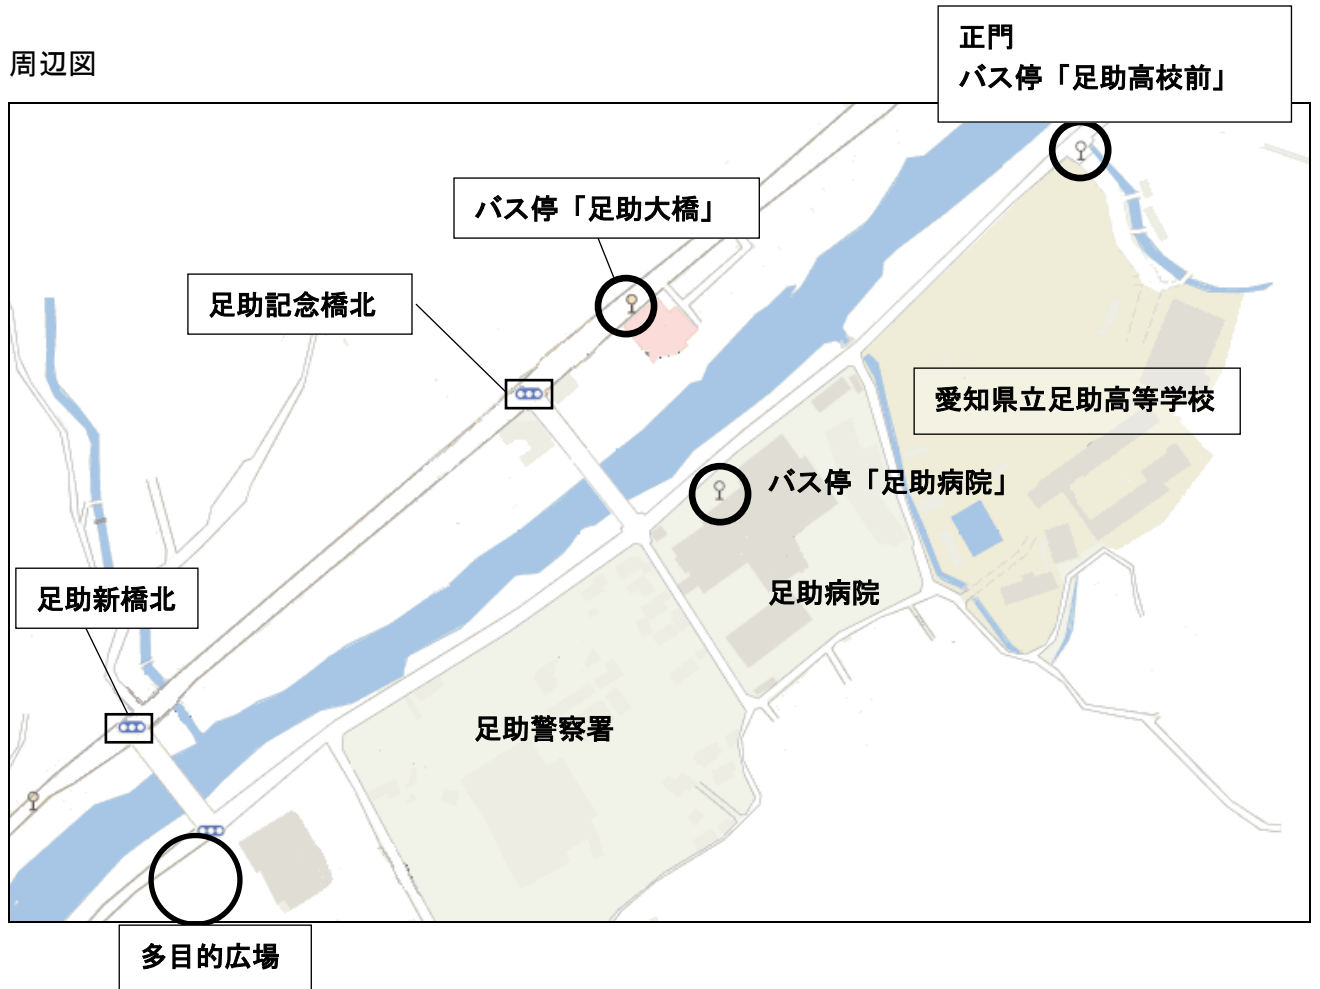 周辺図
正門
バス停「足助高校前」
バス停「足助大橋」
足助記念橋北
愛知県立足助高等学校
バス停「足助病院」
足助病院
足助新橋北
足助警察署
多目的広場